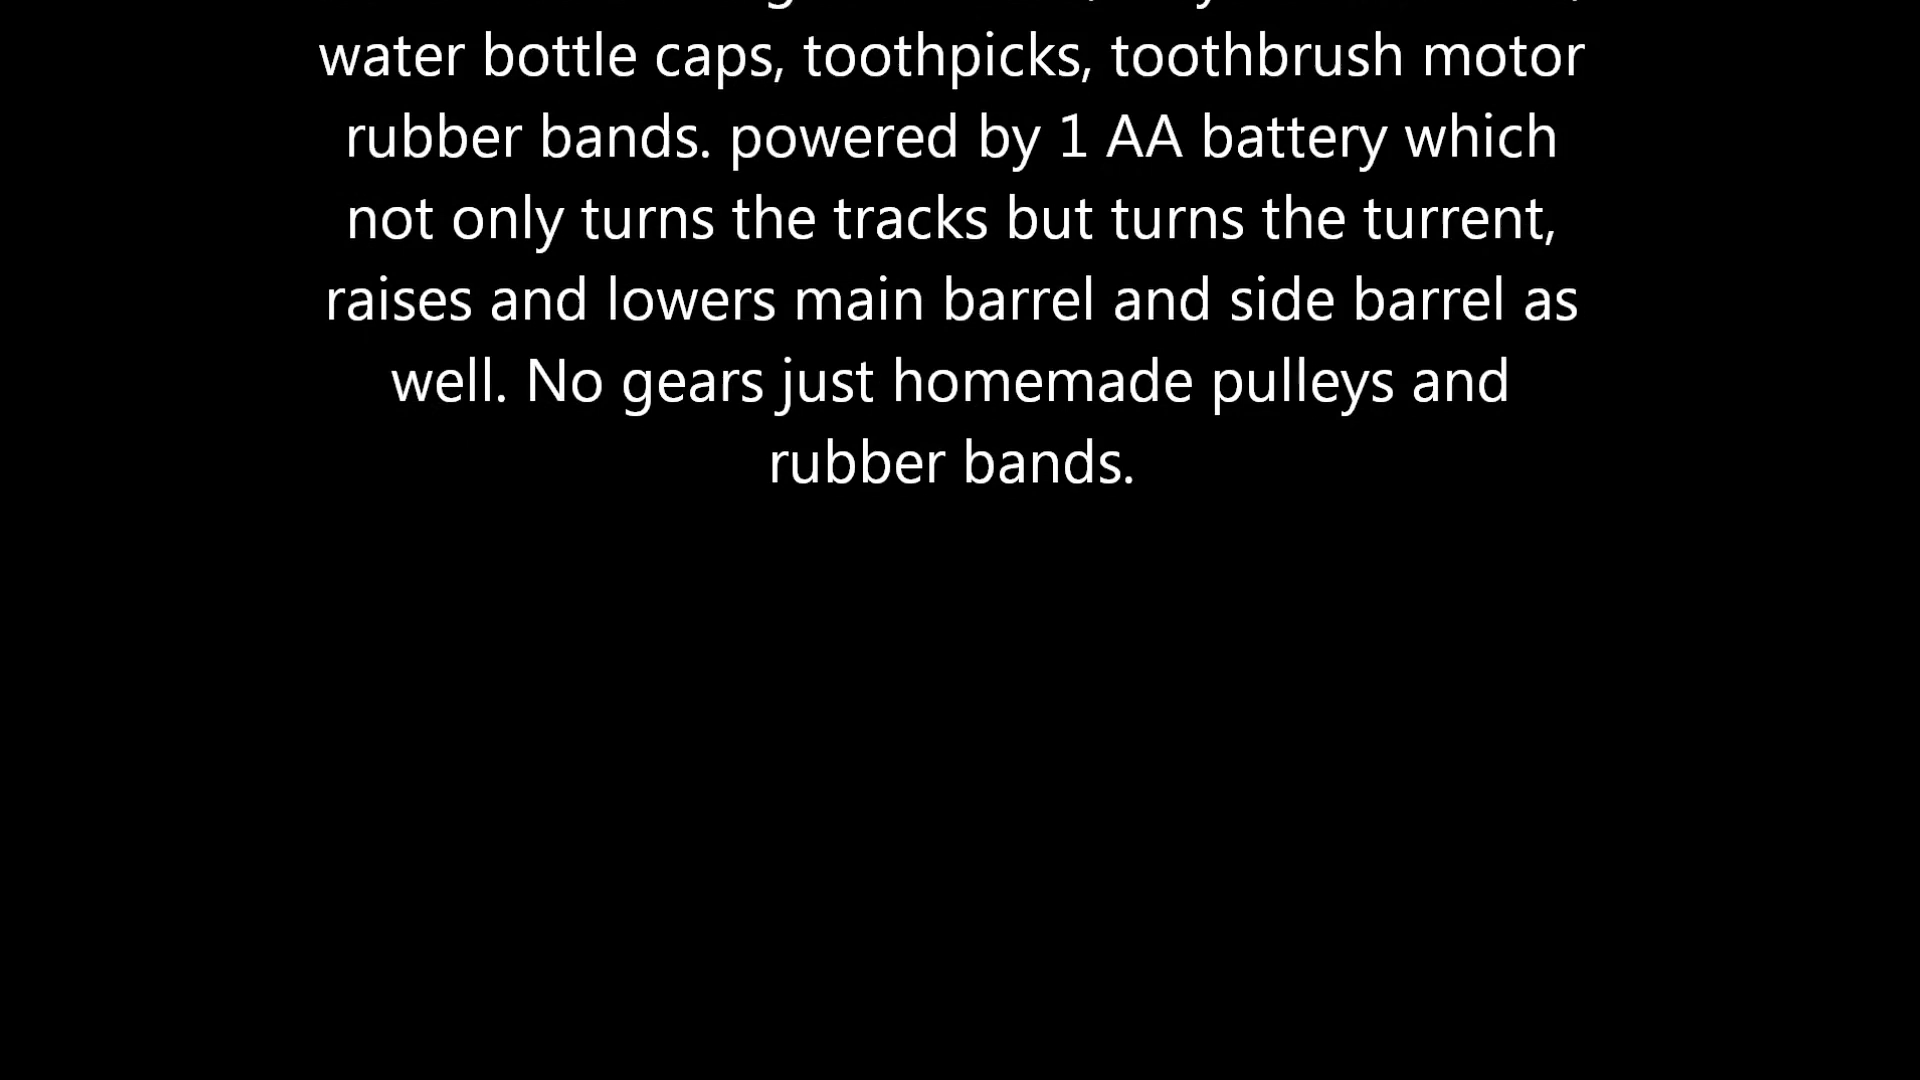 water bottle caps, toothpicks, toothbrush motor
rubber bands. powered by 1 AA battery which
not only turns the tracks but turns the turrent,
raises and lowers main barrel and side barrel as
well. No gears just homemade pulleys and
rubber bands.